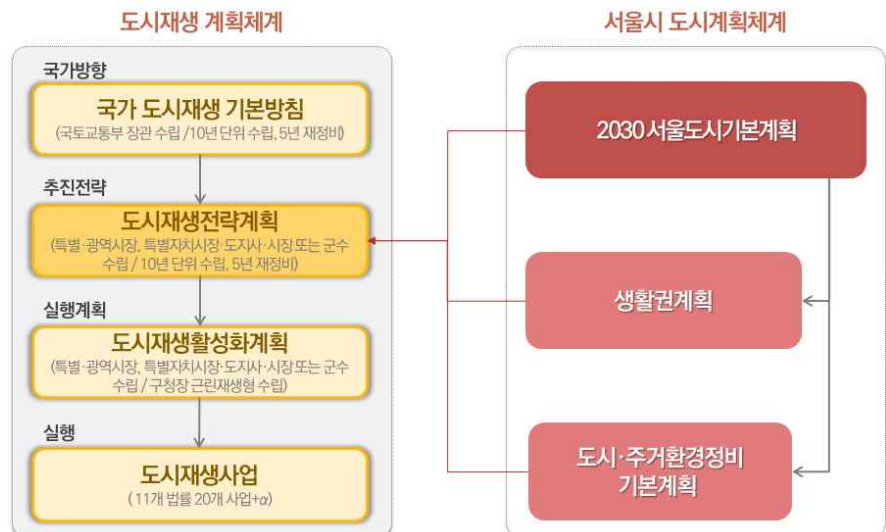 도시재생 계획체계
국가방향
국가 도시재생 기본방침
(국토교통부 장관 수립 /10년 단위 수립, 5년 재정비)
추진전략
도시재생전략계획
(특별·광역시장, 특별자치시장·도지사·시장 또는 군수
수립 / 10년 단위 수립, 5년 재정비)
실행계획
도시재생활성화계획
(특별·광역시장, 특별자치시장·도지사·시장 또는 군수
수립 / 구청장 근린재생형 수립)
실행
도시재생사업
( 11개 법률 20개 사업+α)
서울시 도시계획체계
2030 서울도시기본계획
생활권계획
도시·주거환경정비
기본계획